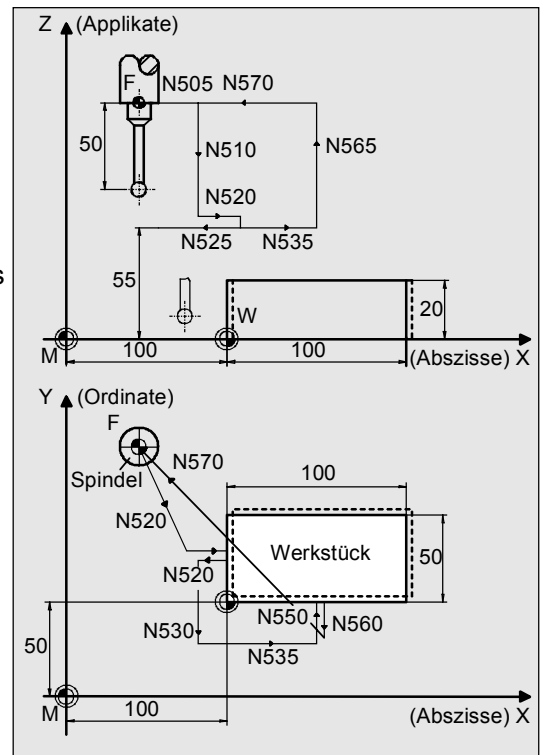 Z (Applikate)
F N505 N570
50
N510 N565
N520
N525 N535
s
55
W
20
M 100 100 (Abszisse) X
Y (Ordinate)
F
N570
Spindel
100
N520
N520 Werkstück 50
N550 N560
N530
50 N535
M 100 (Abszisse) X